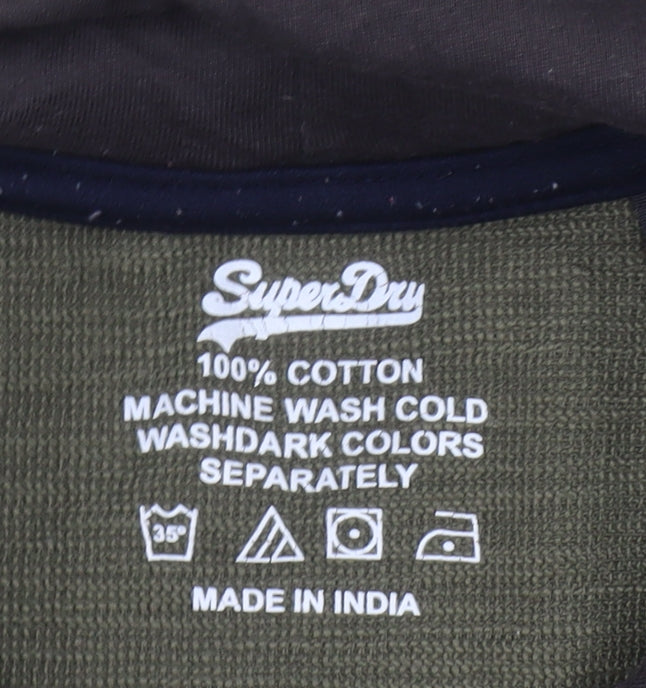 SuperDry
100% COTTON
MACHINE WASH COLD
WASHDARK COLORS
SEPARATELY
35°
MADE IN INDIA